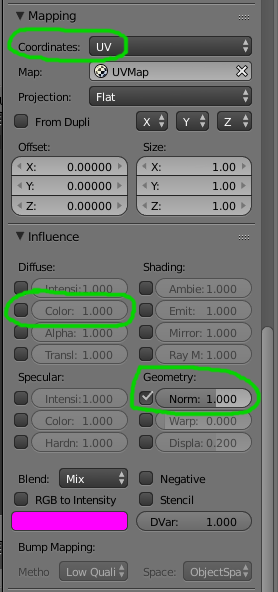 Mapping
Coordinates: UV
Map: UVMap
Projection: Flat
From Dupli X Y Z
Offset: Size:
X: 0.00000 X: 1.00
Y: 0.00000 Y: 1.00
Z: 0.00000 Z: 1.00
Influence
Diffuse: Shading:
Intensi: 1.000 Ambie: 1.000
Color: 1.000 Emit: 1.000
Alpha: 1.000 Mirror: 1.000
Transl: 1.000 Ray M: 1.000
Specular: Geometry:
Intensi: 1.000 Norm: 1.000
Color: 1.000 Warp: 0.000
Hardn: 1.000 Displa: 0.200
Blend: Mix Negative
RGB to Intensity Stencil
DVar: 1.000
Bump Mapping:
Metho Low Quali Space: ObjectSpa